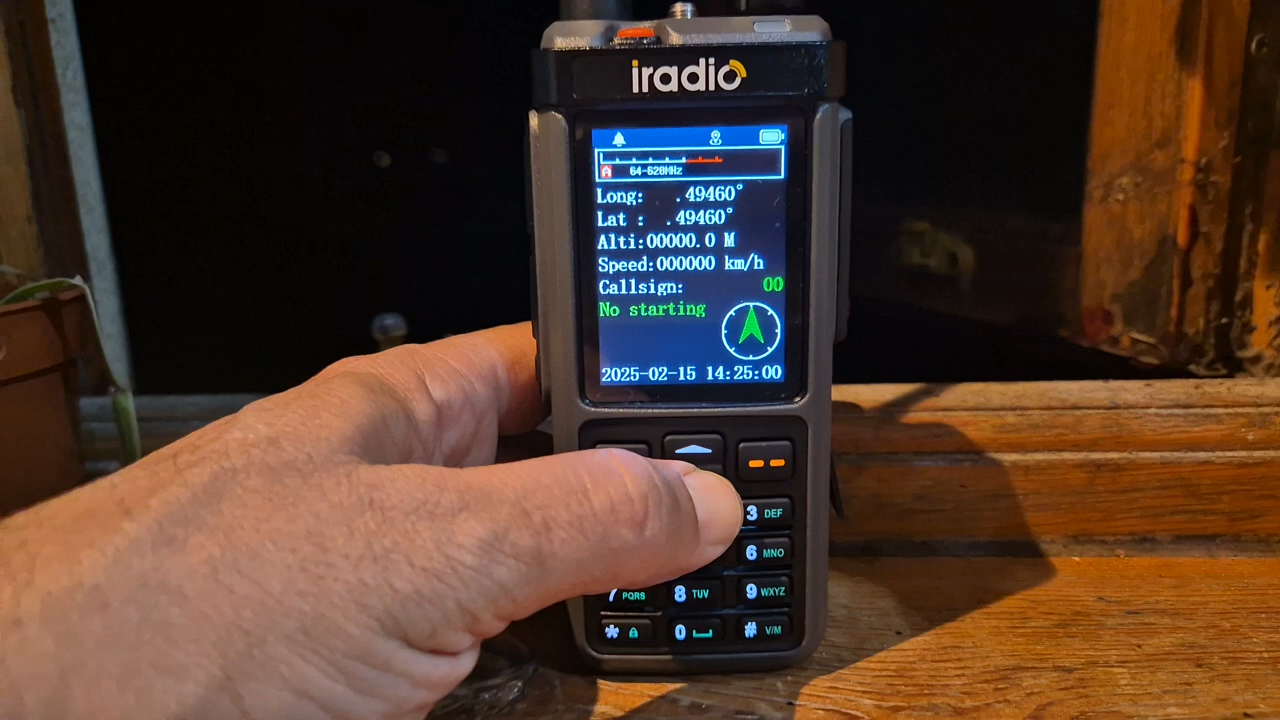 iradio
A 64-620MHz
Long: .49460°
Lat : .49460°
Alti:00000.0 M
Speed:000000 km/h
Callsign: 00
No starting
2025-02-15 14:25:00
3 DEF
6 MNO
7 PQRS 8 TUV 9 WXYZ
* 0 # V/M